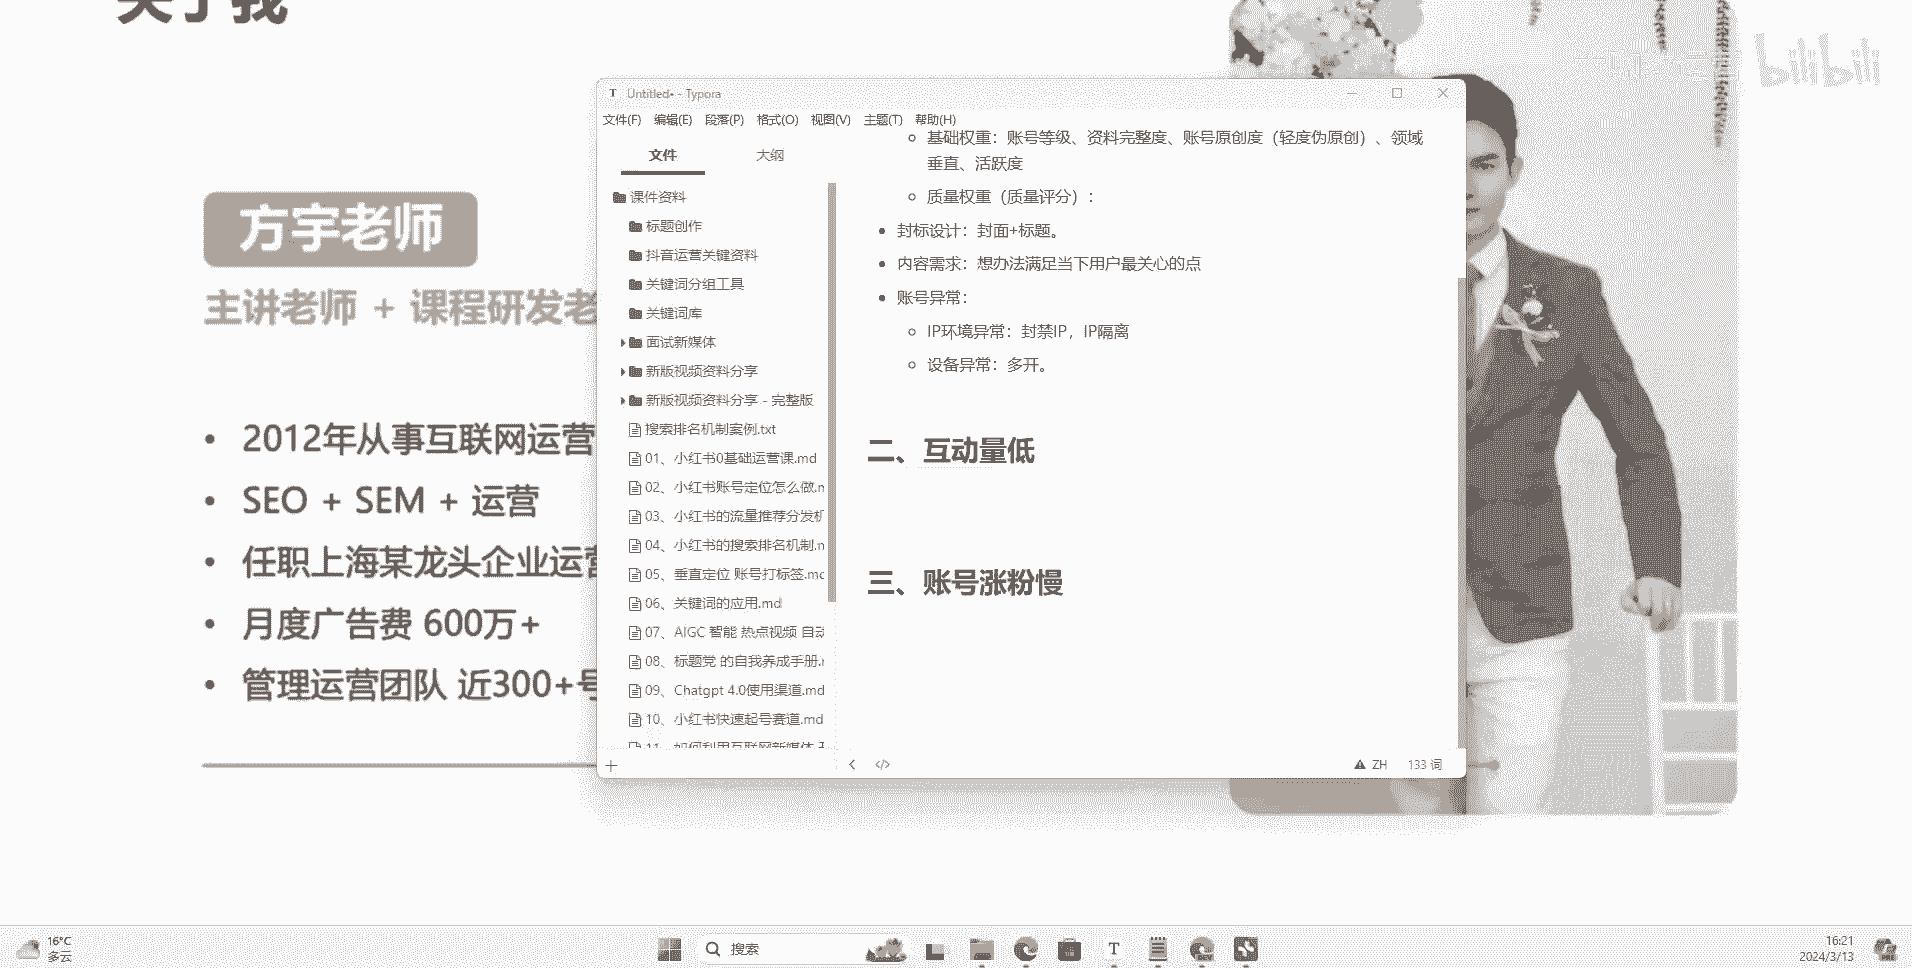 关于我
bilibili
方宇老师
主讲老师 + 课程研发老
• 2012年从事互联网运营
• SEO + SEM + 运营
• 任职上海某龙头企业运营
• 月度广告费 600万+
• 管理运营团队 近300+号
T Untitled• - Typora
文件(F) 编辑(E) 段落(P) 格式(O) 视图(V) 主题(T) 帮助(H)
文件 大纲
课件资料
标题创作
抖音运营关键资料
关键词分组工具
关键词库
面试新媒体
新版视频资料分享
新版视频资料分享 - 完整版
搜索排名机制案例.txt
01、小红书0基础运营课.md
02、小红书账号定位怎么做.m
03、小红书的流量推荐分发机
04、小红书的搜索排名机制.m
05、垂直定位 账号打标签.mc
06、关键词的应用.md
07、AIGC 智能 热点视频 自动
08、标题党 的自我养成手册.r
09、Chatgpt 4.0使用渠道.md
10、小红书快速起号赛道.md
11、如何利用互联网新媒体
基础权重：账号等级、资料完整度、账号原创度（轻度伪原创）、领域
垂直、活跃度
质量权重（质量评分）：
• 封标设计：封面+标题。
• 内容需求：想办法满足当下用户最关心的点
• 账号异常：
IP环境异常：封禁IP，IP隔离
设备异常：多开。
二、互动量低
三、账号涨粉慢
ZH 133 词
16°C
多云
搜索
T
16:21
2024/3/13